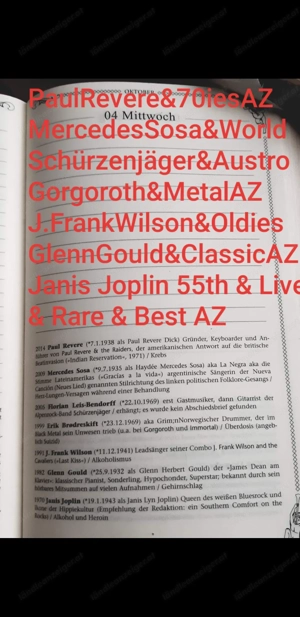 OKTOBER
04 Mittwoch
PaulRevere&70iesAZ
MercedesSosa&World
Schürzenjäger&Austro
Gorgoroth&MetalAZ
J.FrankWilson&Oldies
GlennGould&ClassicAZ
Janis Joplin 55th & Live
& Rare & Best AZ
2014 Paul Revere (*7.1.1938 als Paul Revere Dick) Gründer, Keyboarder und An-
führer von Paul Revere & the Raiders, der amerikanischen Antwort auf die britische
(»Indian Reservation«, 1971) / Krebs
2009 Mercedes Sosa (*9.7.1935 als Haydée Mercedes Sosa) aka La Negra aka die
Stimme Lateinamerikas (»Gracias a la vida«) argentinische Sängerin der Nueva
Canción (Neues Lied) genannten Stilrichtung des linken politischen Folklore-Gesangs /
Herz-Lungen-Versagen während einer Behandlung
Florian Leis-Bendorff (*22.10.1969) erst Gastmusiker, dann Gitarrist der
Alpenrock-Band Schürzenjäger / erhängt; es wurde kein Abschiedsbrief gefunden
1999 Erik Brødreskift (*23.12.1969) aka Grim; Norwegischer Drummer, der im
Black Metal sein Unwesen trieb (u.a. bei Gorgoroth und Immortal) / Überdosis
1991 J. Frank Wilson (*11.12.1941) Leadsänger seiner Combo J. Frank Wilson and the
Cavaliers (»Last Kiss«) / Alkoholismus
1982 Glenn Gould (*25.9.1932 als Glenn Herbert Gould) der »James Dean am
Klavier« klassischer Pianist, Sonderling, Hypochonder, Superstar; bekannt durch sein
hörbares Mitsummen auf vielen Aufnahmen / Gehirnschlag
1970 Janis Joplin (*19.1.1943 als Janis Lyn Joplin) Queen des weißen Bluesrock und
Ikone der Hippiekultur (Empfehlung der Redaktion: ein Southern Comfort on the
Rocks) / Alkohol und Heroin